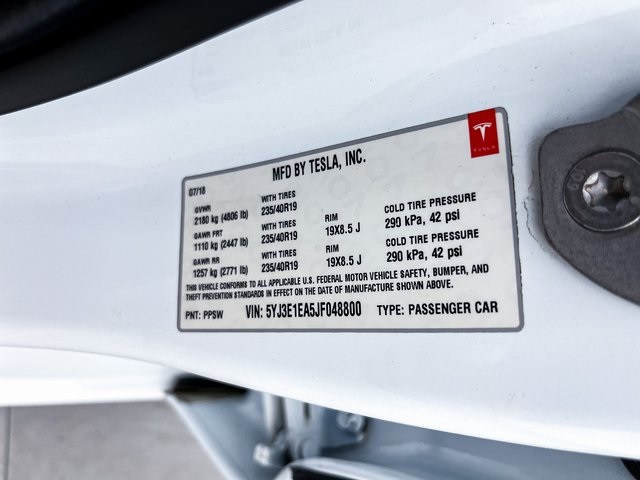 MFD BY TESLA, INC.
TESLA
07/18
GVWR WITH TIRES
2180 kg (4806 lb) 235/40R19
GAWR FRT WITH TIRES RIM COLD TIRE PRESSURE
1110 kg (2447 lb) 235/40R19 19X8.5 J 290 kPa, 42 psi
GAWR RR WITH TIRES RIM COLD TIRE PRESSURE
1257 kg (2771 lb) 235/40R19 19X8.5 J 290 kPa, 42 psi
THIS VEHICLE CONFORMS TO ALL APPLICABLE U.S. FEDERAL MOTOR VEHICLE SAFETY, BUMPER, AND
THEFT PREVENTION STANDARDS IN EFFECT ON THE DATE OF MANUFACTURE SHOWN ABOVE.
PNT: PPSW VIN: 5YJ3E1EA5JF048800 TYPE: PASSENGER CAR